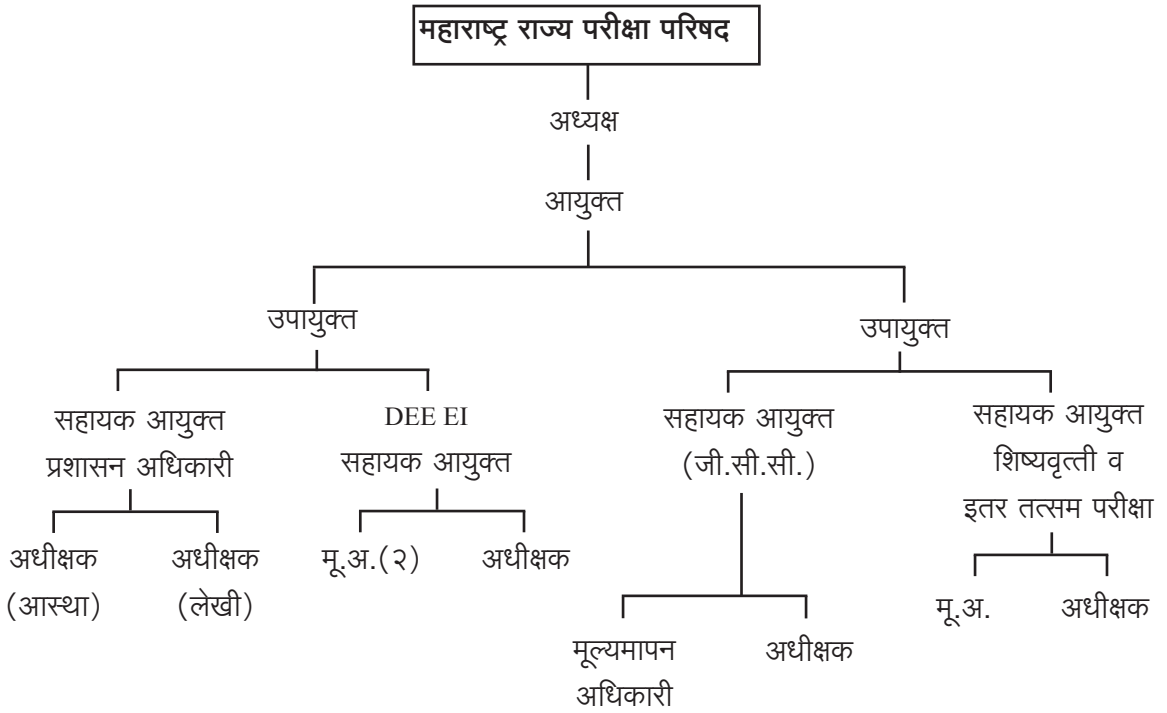 महाराष्ट्र राज्य परीक्षा परिषद
अध्यक्ष
आयुक्त
उपायुक्त
उपायुक्त
सहायक आयुक्त
प्रशासन अधिकारी
DEE EI
सहायक आयुक्त
सहायक आयुक्त
(जी.सी.सी.)
सहायक आयुक्त
शिष्यवृत्ती व
इतर तत्सम परीक्षा
अधीक्षक
(आस्था)
अधीक्षक
(लेखी)
मू.अ.(२)
अधीक्षक
मूल्यमापन
अधिकारी
अधीक्षक
मू.अ.
अधीक्षक